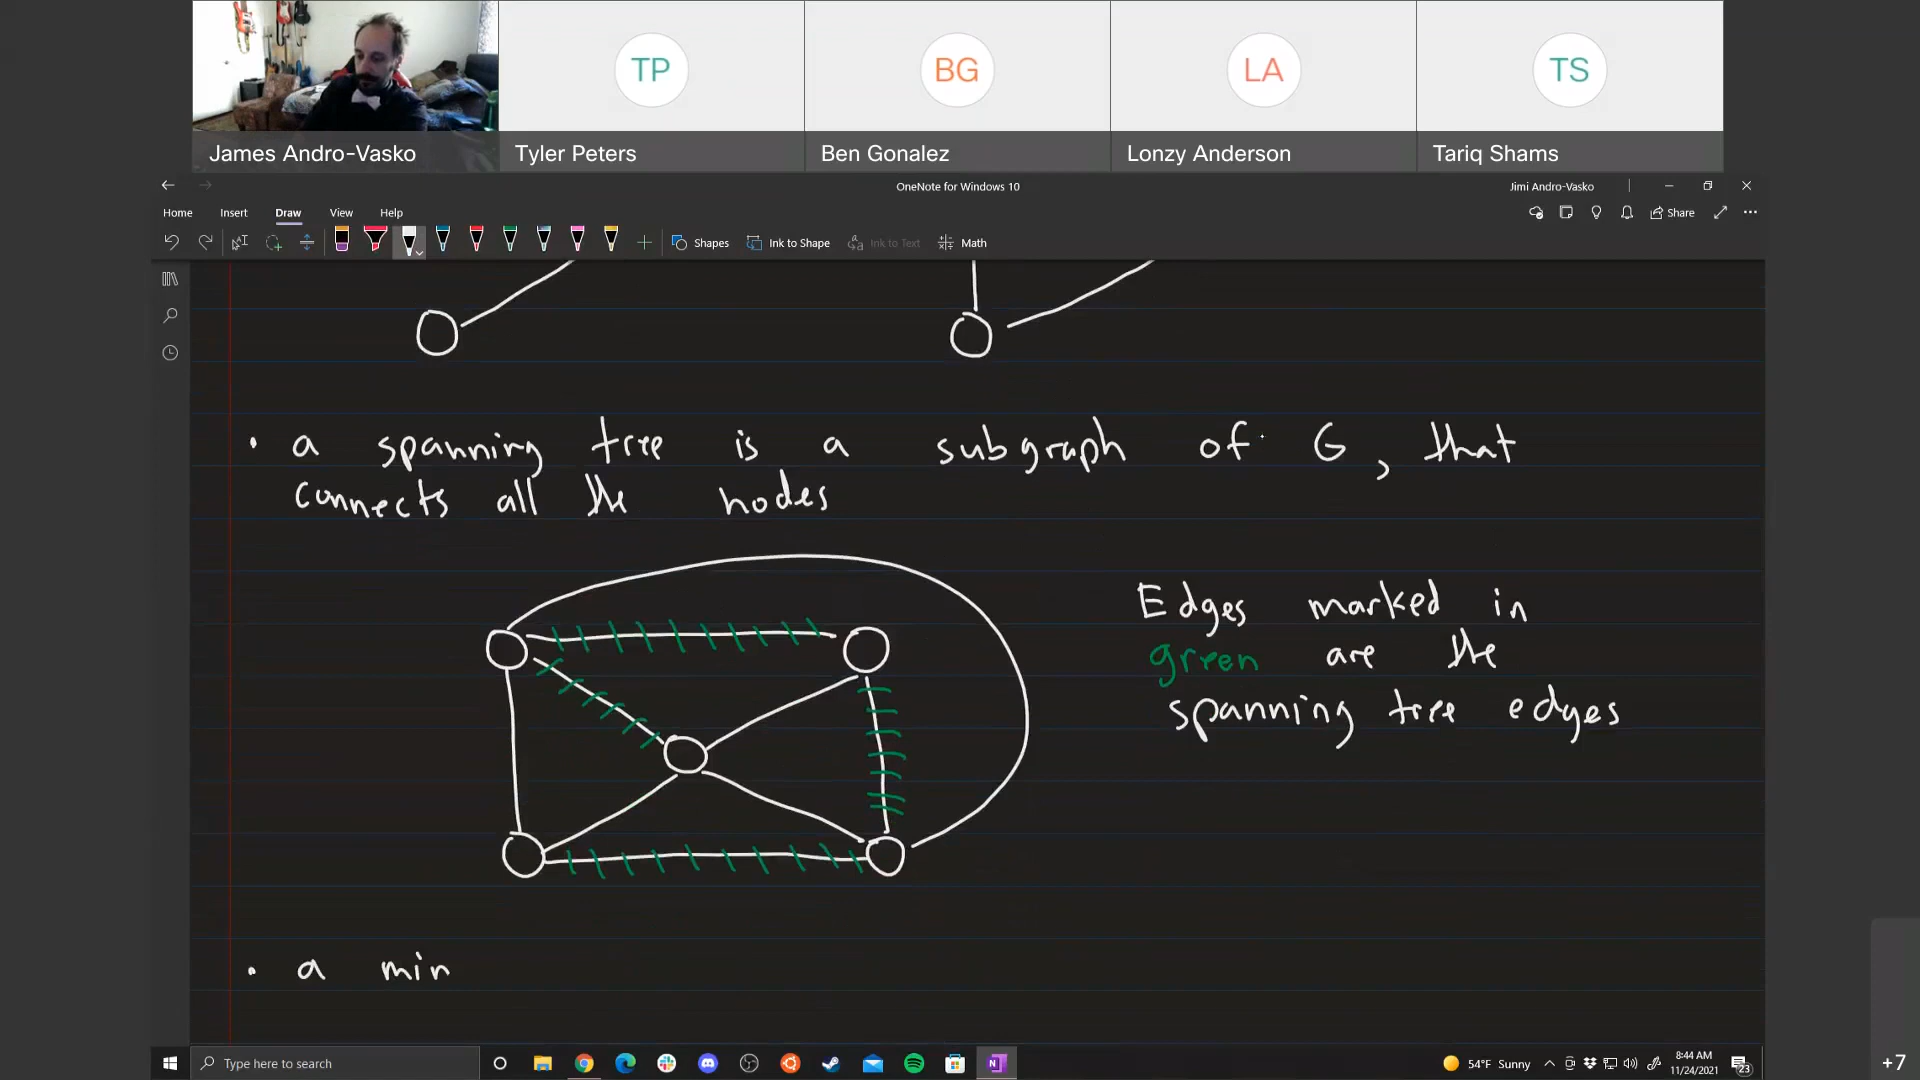 TP
BG
LA
TS
James Andro-Vasko
Tyler Peters
Ben Gonalez
Lonzy Anderson
Tariq Shams
OneNote for Windows 10
Jimi Andro-Vasko
Home Insert Draw View Help
Share
Shapes Ink to Shape Ink to Text Math
• a spanning tree is a subgraph of G, that
connects all the nodes
Edges marked in
green are the
spanning tree edges
• a min
Type here to search
54°F Sunny
8:44 AM
11/24/2021
23
+7